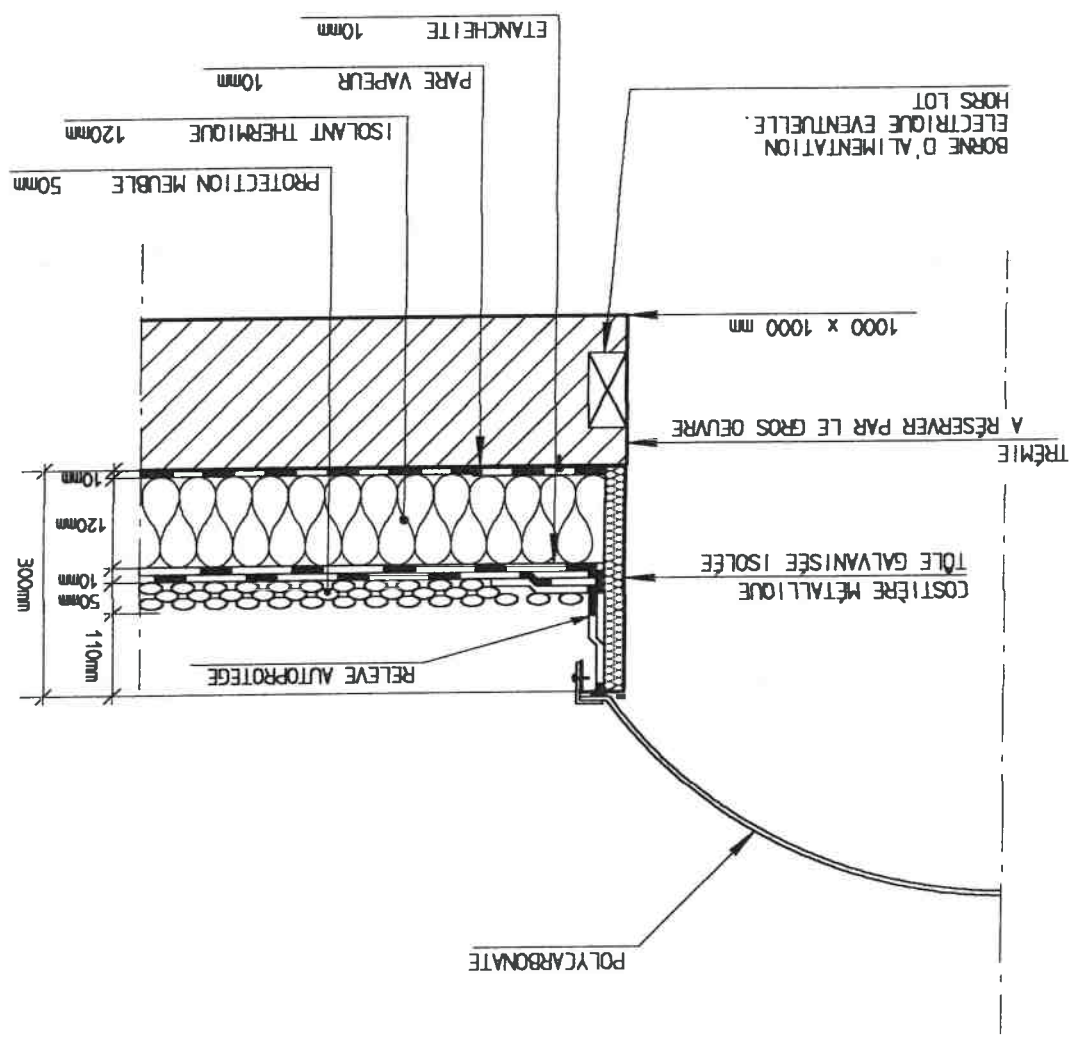 POLYCARBONATE
RELEVE AUTOPROTEGE
110mm
50mm
10mm
120mm
10mm
300mm
COSTIÈRE MÉTALLIQUE
TÔLE GALVANISÉE ISOLÉE
TRÉMIE
A RÉSERVER PAR LE GROS OEUVRE
1000 x 1000 mm
BORNE D'ALIMENTATION
ELECTRIQUE EVENTUELLE.
HORS LOT
PROTECTION MEUBLE 50mm
ISOLANT THERMIQUE 120mm
PARE VAPEUR 10mm
ETANCHEITE 10mm